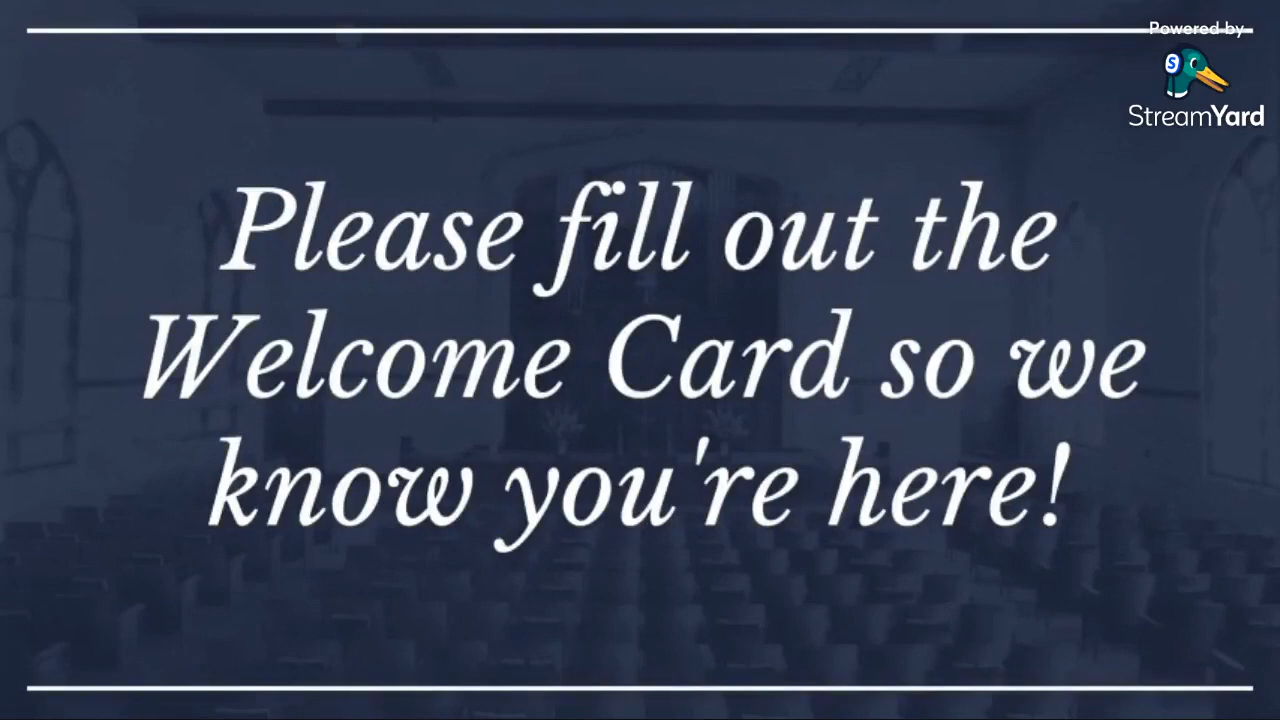 Powered by
S
StreamYard
Please fill out the
Welcome Card so we
know you're here!